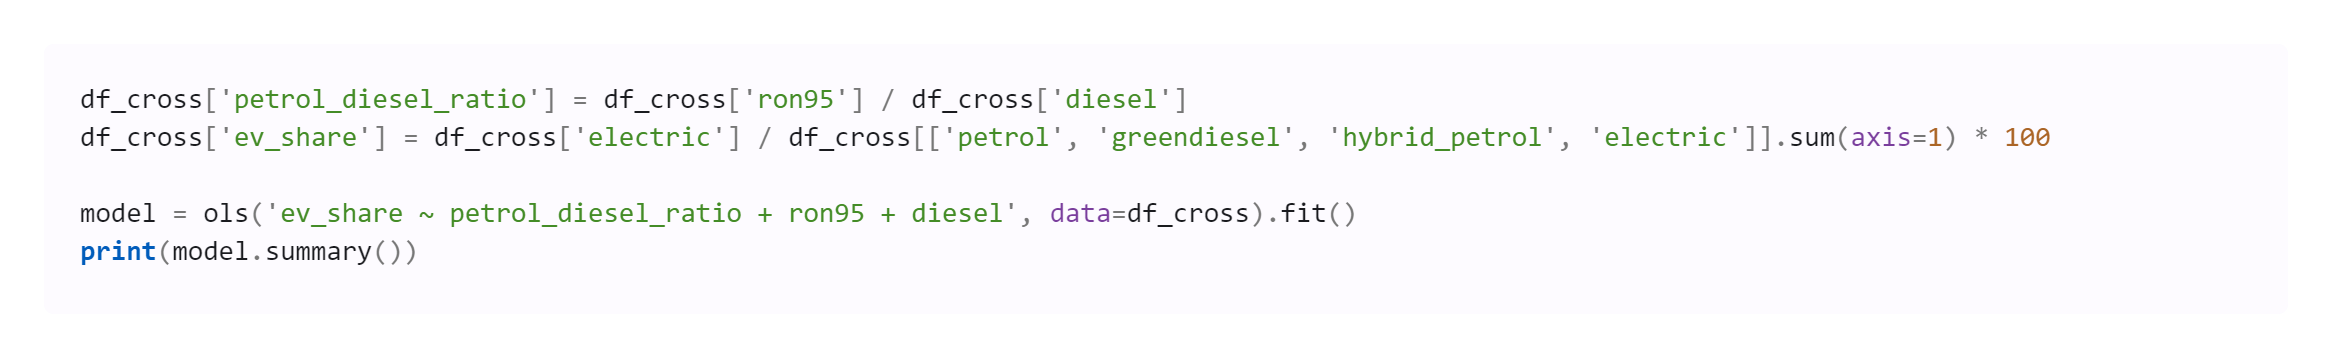 df_cross['petrol_diesel_ratio'] = df_cross['ron95'] / df_cross['diesel']
df_cross['ev_share'] = df_cross['electric'] / df_cross[['petrol', 'greendiesel', 'hybrid_petrol', 'electric']].sum(axis=1) * 100
model = ols('ev_share ~ petrol_diesel_ratio + ron95 + diesel', data=df_cross).fit()
print(model.summary())